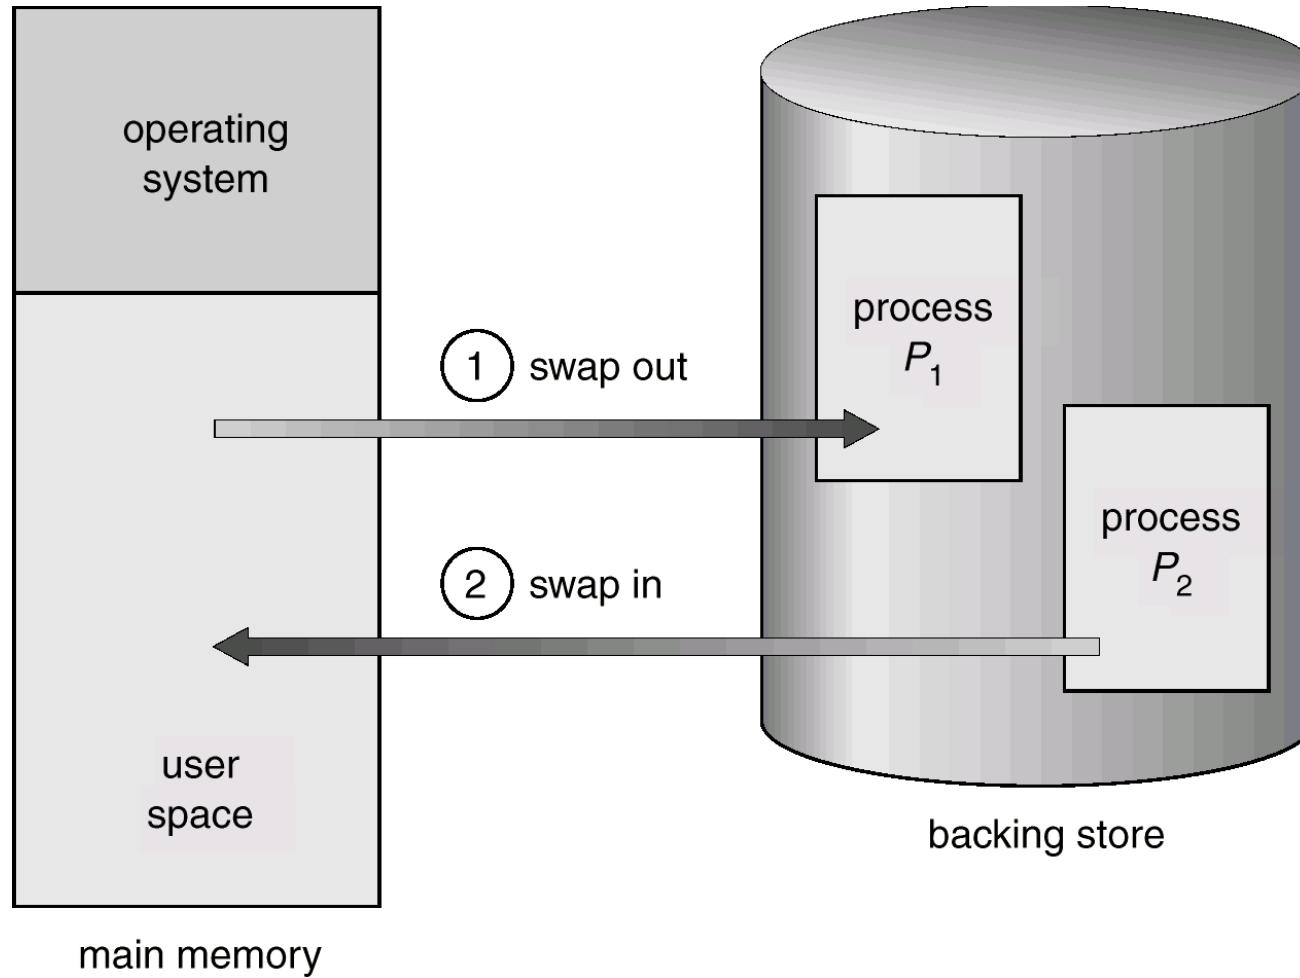 operating
system
process
P1
1 swap out
process
P2
2 swap in
user
space
backing store
main memory